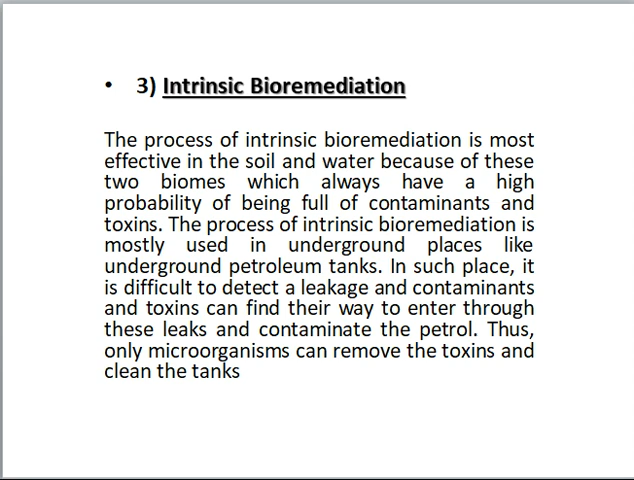 • 3) Intrinsic Bioremediation
The process of intrinsic bioremediation is most
effective in the soil and water because of these
two biomes which always have a high
probability of being full of contaminants and
toxins. The process of intrinsic bioremediation is
mostly used in underground places like
underground petroleum tanks. In such place, it
is difficult to detect a leakage and contaminants
and toxins can find their way to enter through
these leaks and contaminate the petrol. Thus,
only microorganisms can remove the toxins and
clean the tanks